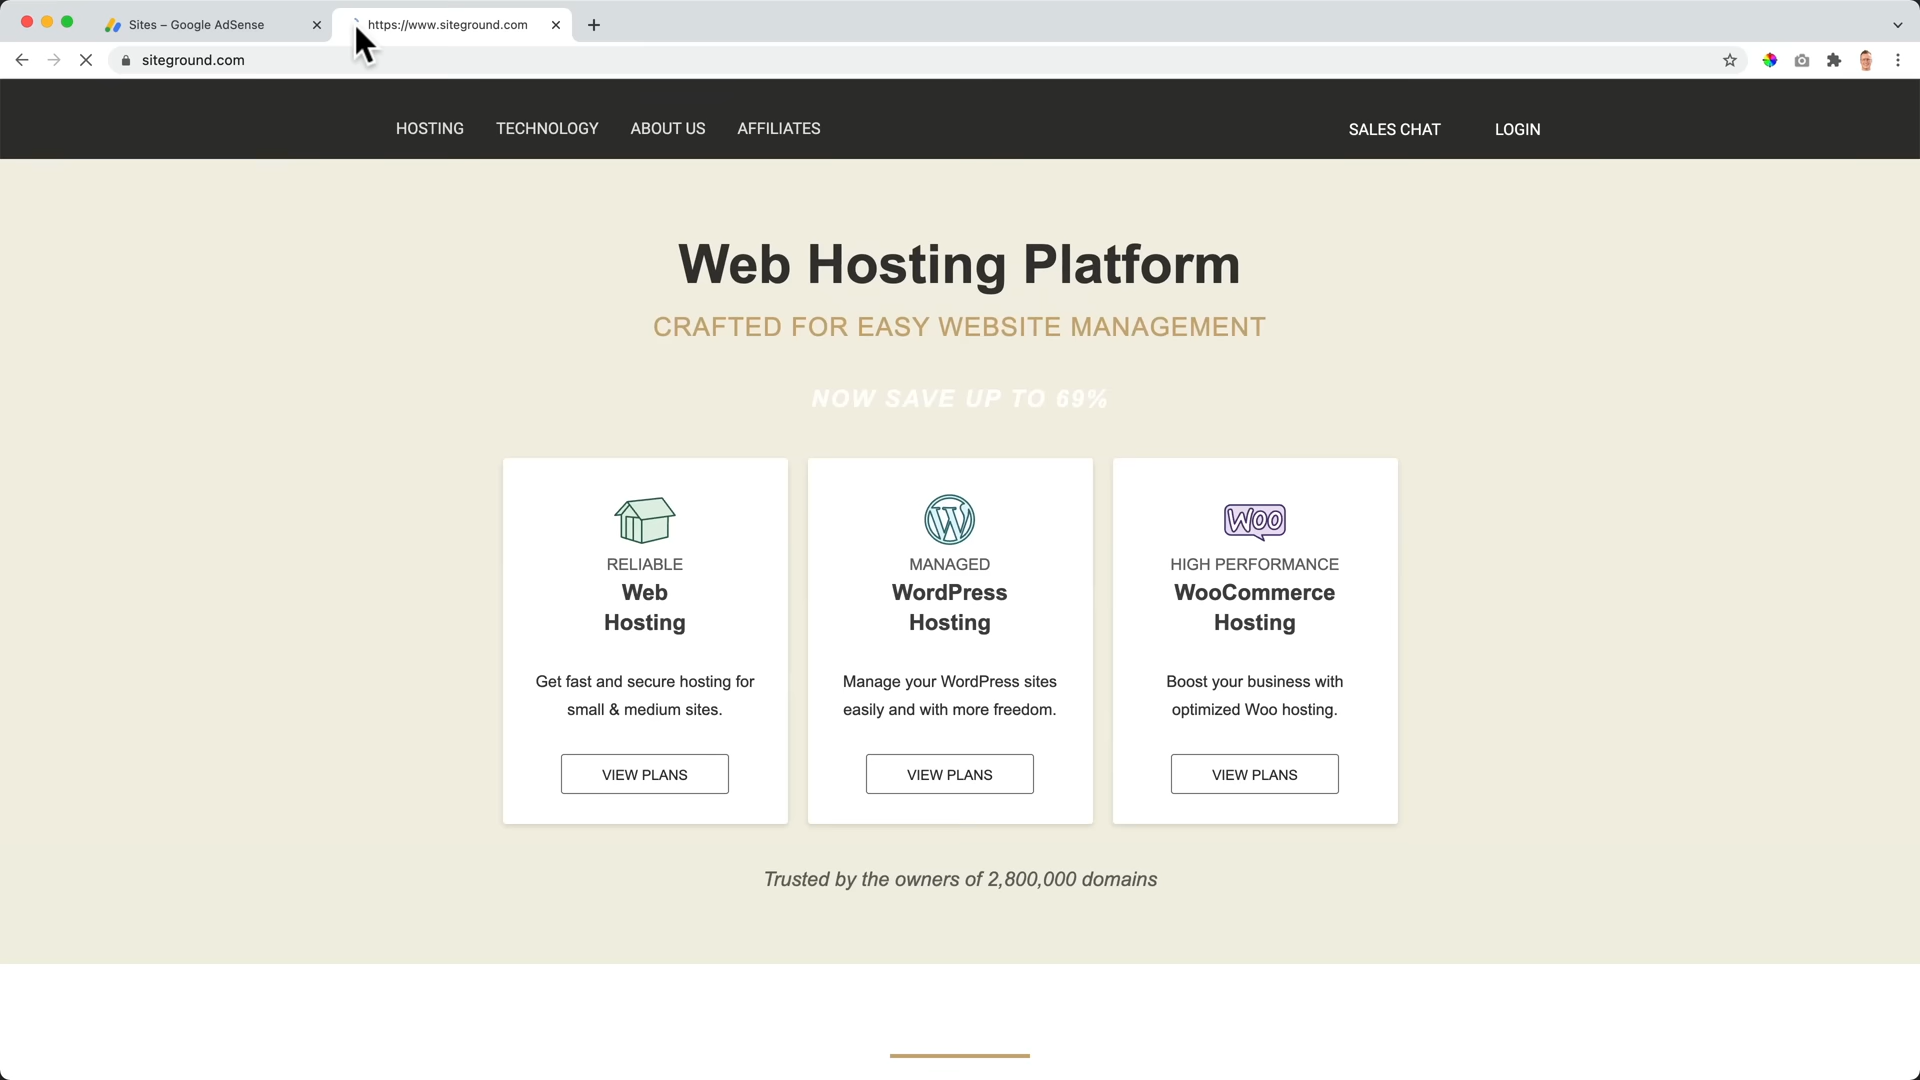 Sites – Google AdSense
https://www.siteground.com
siteground.com
HOSTING
TECHNOLOGY
ABOUT US
AFFILIATES
SALES CHAT
LOGIN
Web Hosting Platform
CRAFTED FOR EASY WEBSITE MANAGEMENT
NOW SAVE UP TO 69%
RELIABLE
Web
Hosting
Get fast and secure hosting for
small & medium sites.
VIEW PLANS
MANAGED
WordPress
Hosting
Manage your WordPress sites
easily and with more freedom.
VIEW PLANS
WOO
HIGH PERFORMANCE
WooCommerce
Hosting
Boost your business with
optimized Woo hosting.
VIEW PLANS
Trusted by the owners of 2,800,000 domains